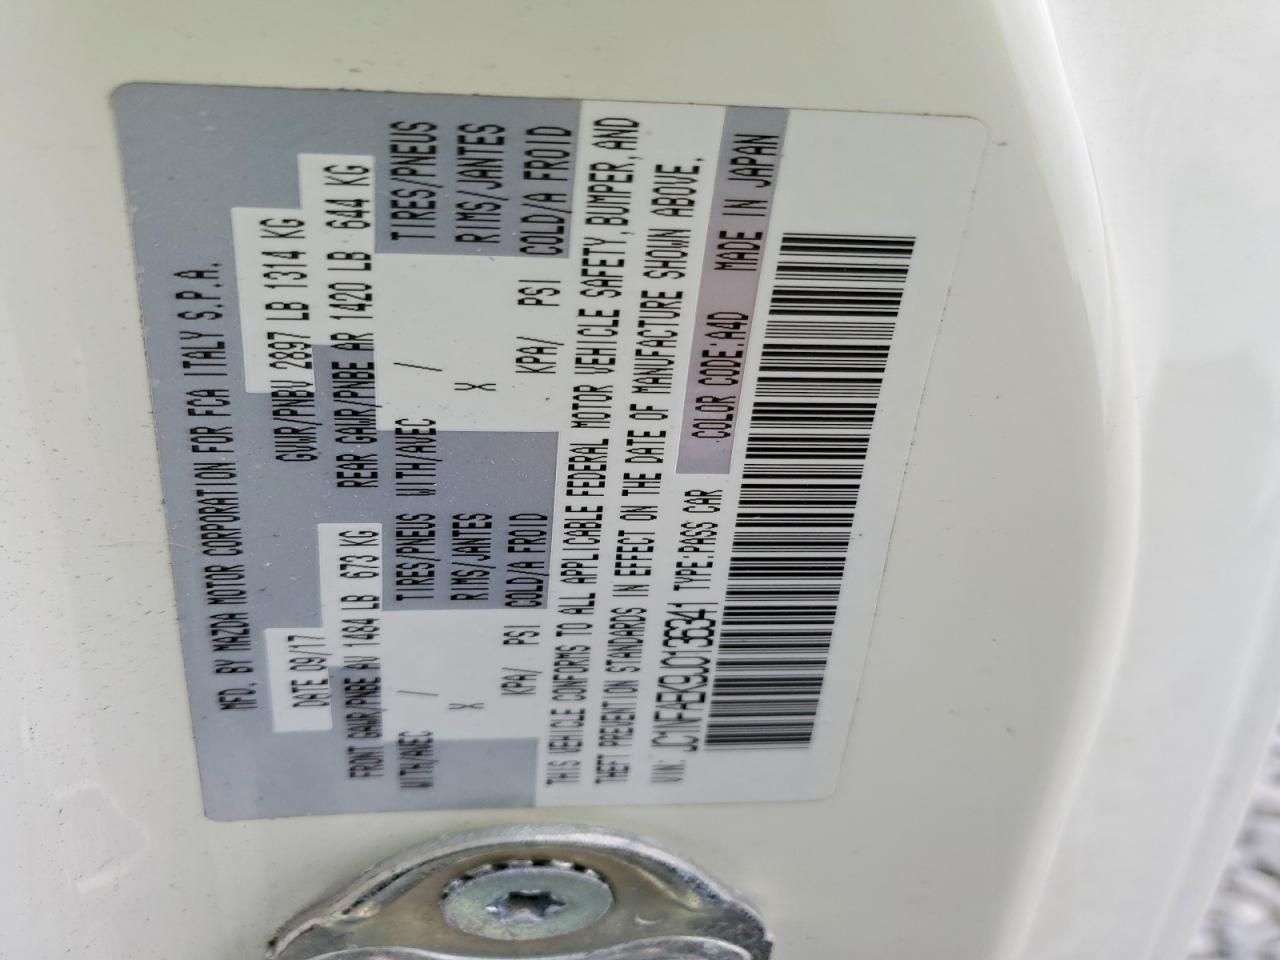 MFD. BY MAZDA MOTOR CORPORATION FOR FCA ITALY S.P.A.
DATE 09/17 GVWR/PNBV 2897 LB 1314 KG
FRONT GAWR/PNBE AV 1484 LB 673 KG REAR GAWR/PNBE AR 1420 LB 644 KG
WITH/AVEC / TIRES/PNEUS WITH/AVEC / TIRES/PNEUS
X RIMS/JANTES X RIMS/JANTES
KPA/ PSI COLD/A FROID KPA/ PSI COLD/A FROID
THIS VEHICLE CONFORMS TO ALL APPLICABLE FEDERAL MOTOR VEHICLE SAFETY, BUMPER, AND
THEFT PREVENTION STANDARDS IN EFFECT ON THE DATE OF MANUFACTURE SHOWN ABOVE.
VIN: JC1NFAEK9J0136341 TYPE:PASS CAR
COLOR CODE:A4D MADE IN JAPAN